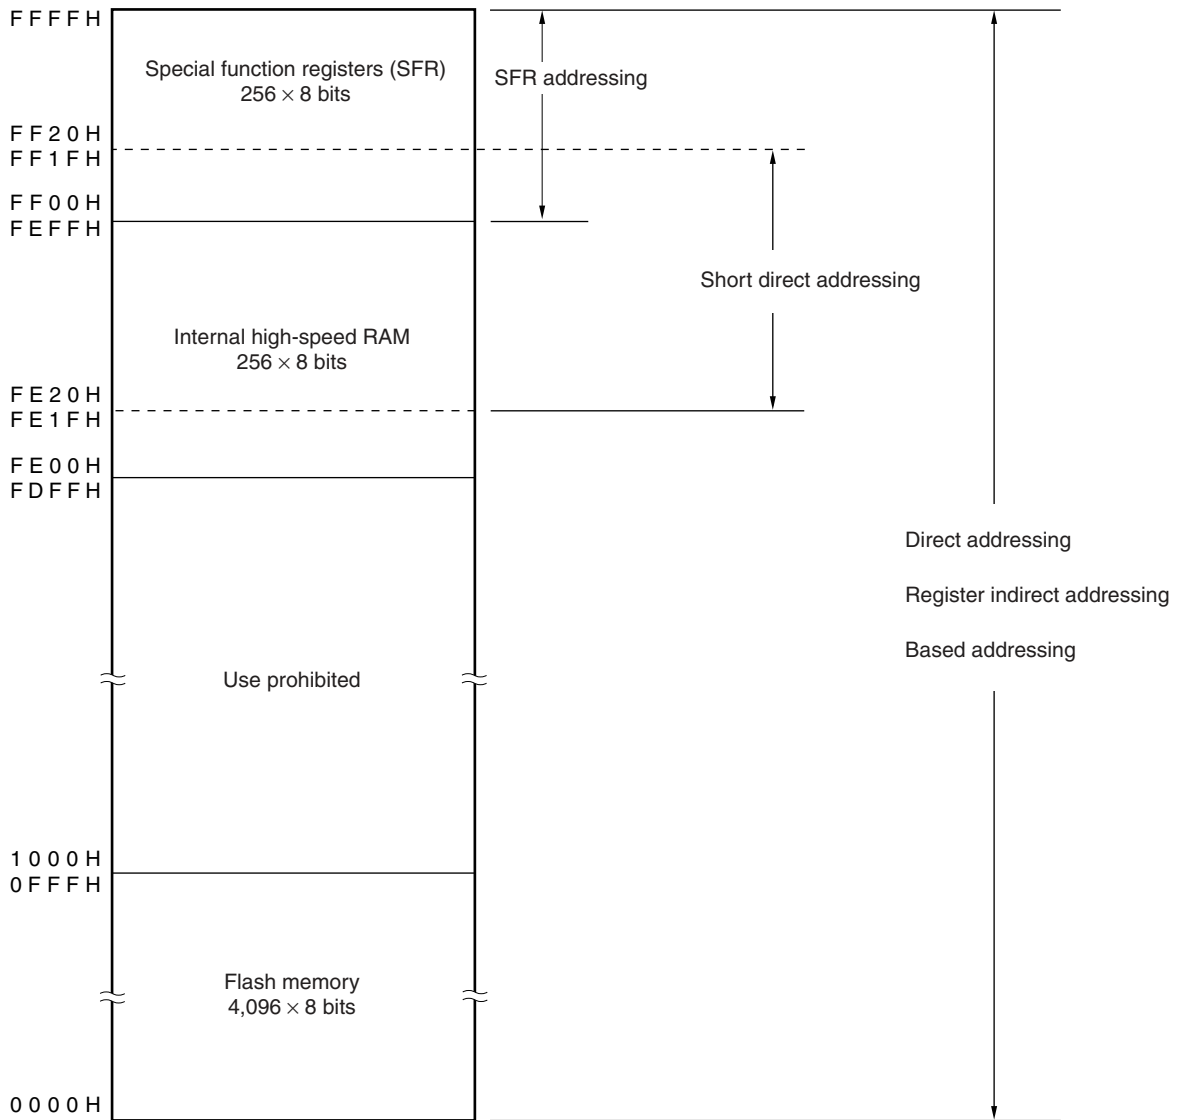 FFFFH
Special function registers (SFR)
256 × 8 bits
SFR addressing
FF20H
FF1FH
FF00H
FEFFH
Short direct addressing
Internal high-speed RAM
256 × 8 bits
FE20H
FE1FH
FE00H
FDFFH
Direct addressing
Register indirect addressing
Based addressing
Use prohibited
1000H
0FFFH
Flash memory
4,096 × 8 bits
0000H